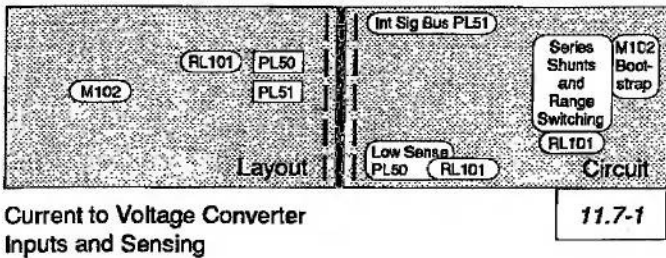 Int Sig Bus PL51
RL101
PL50
M102
PL51
Series
Shunts
and
Range
Switching
M102
Boot-
strap
RL101
Layout
Low Sense
PL50
RL101
Circuit
Current to Voltage Converter
Inputs and Sensing
11.7-1